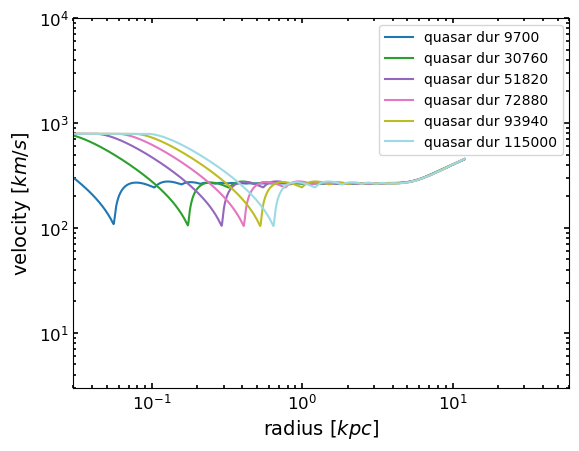 quasar dur 9700
quasar dur 30760
quasar dur 51820
quasar dur 72880
quasar dur 93940
quasar dur 115000
velocity [km/s]
10^4
10^3
10^2
10^1
10^-1
10^0
10^1
radius [kpc]